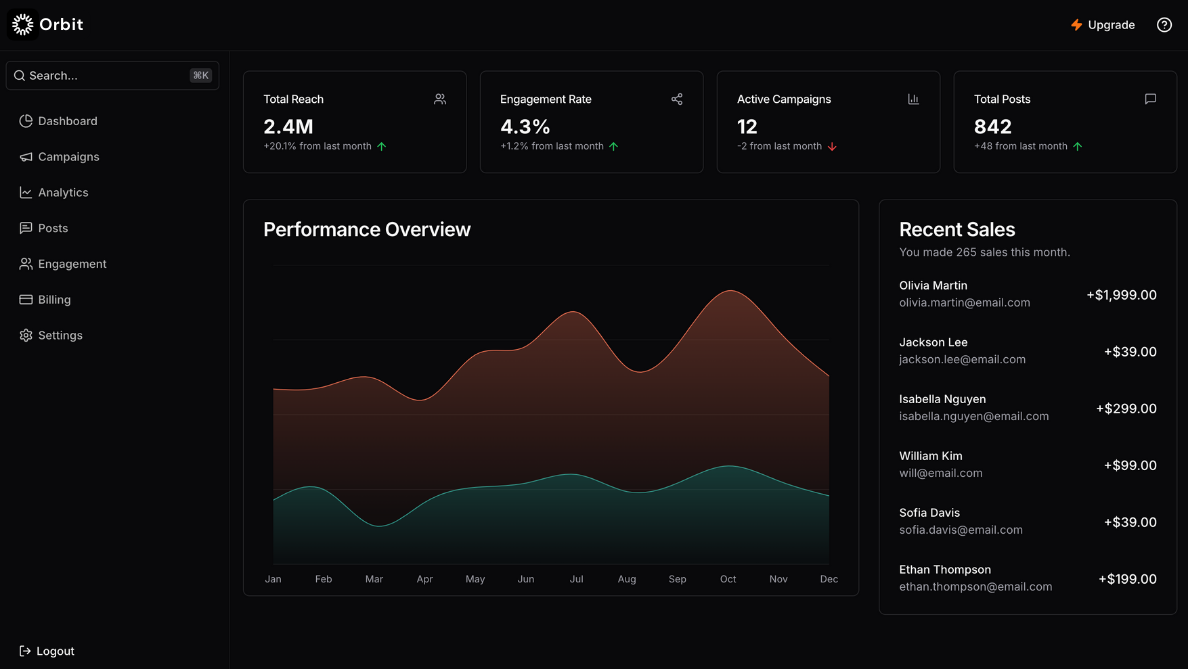 Orbit
Upgrade
Search...
⌘K
Dashboard
Campaigns
Analytics
Posts
Engagement
Billing
Settings
Logout
Total Reach
2.4M
+20.1% from last month
Engagement Rate
4.3%
+1.2% from last month
Active Campaigns
12
-2 from last month
Total Posts
842
+48 from last month
Performance Overview
Jan Feb Mar Apr May Jun Jul Aug Sep Oct Nov Dec
Recent Sales
You made 265 sales this month.
Olivia Martin
olivia.martin@email.com
+$1,999.00
Jackson Lee
jackson.lee@email.com
+$39.00
Isabella Nguyen
isabella.nguyen@email.com
+$299.00
William Kim
will@email.com
+$99.00
Sofia Davis
sofia.davis@email.com
+$39.00
Ethan Thompson
ethan.thompson@email.com
+$199.00